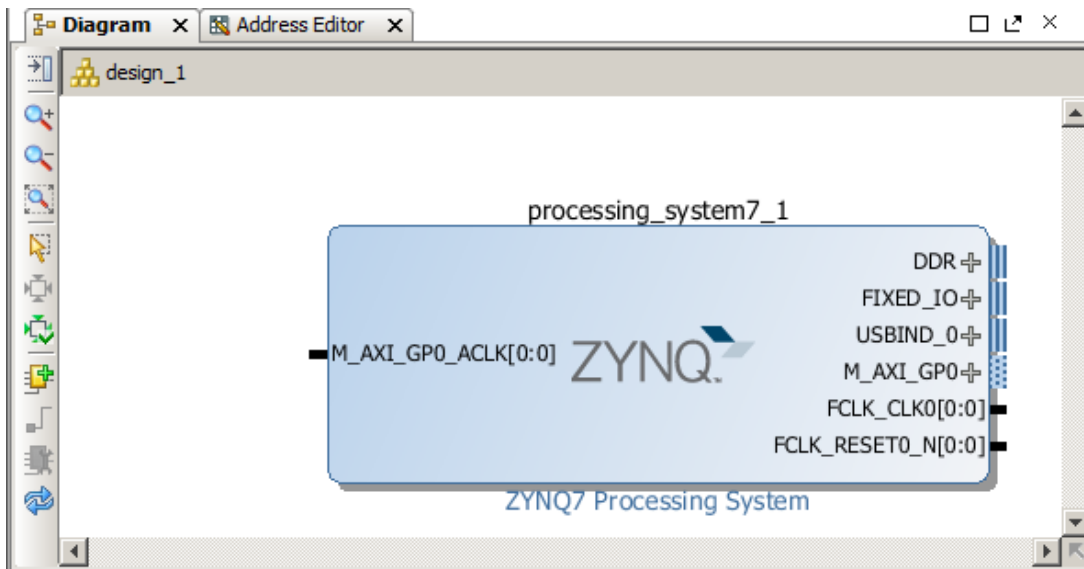 Diagram X Address Editor X
design_1
processing_system7_1
DDR
FIXED_IO
USBIND_0
M_AXI_GP0_ACLK[0:0] ZYNQ. M_AXI_GP0
FCLK_CLK0[0:0]
FCLK_RESET0_N[0:0]
ZYNQ7 Processing System